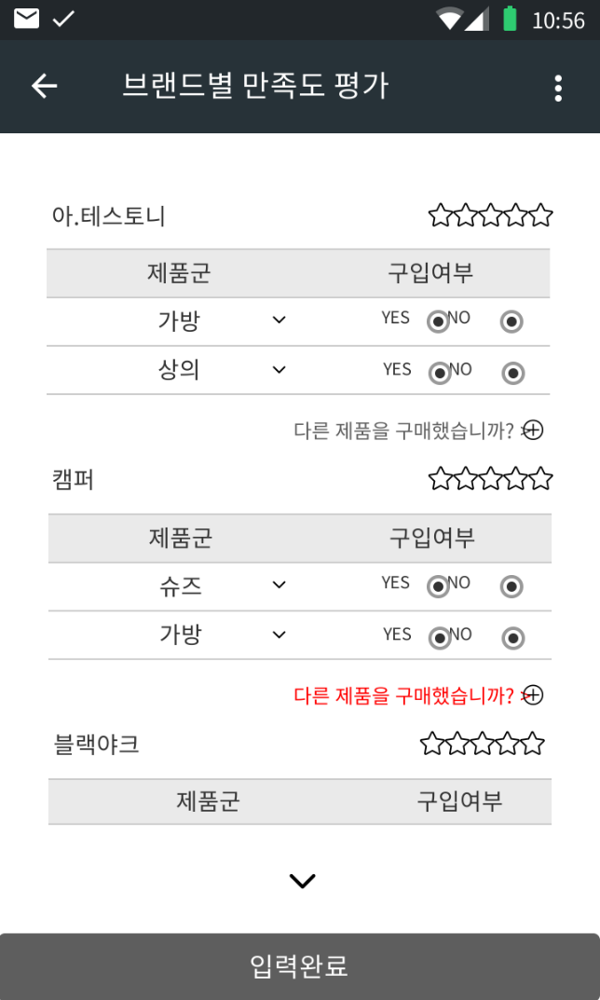 10:56
브랜드별 만족도 평가
아.테스토니
제품군 구입여부
가방 YES NO
상의 YES NO
다른 제품을 구매했습니까? >
캠퍼
제품군 구입여부
슈즈 YES NO
가방 YES NO
다른 제품을 구매했습니까? >
블랙야크
제품군 구입여부
입력완료